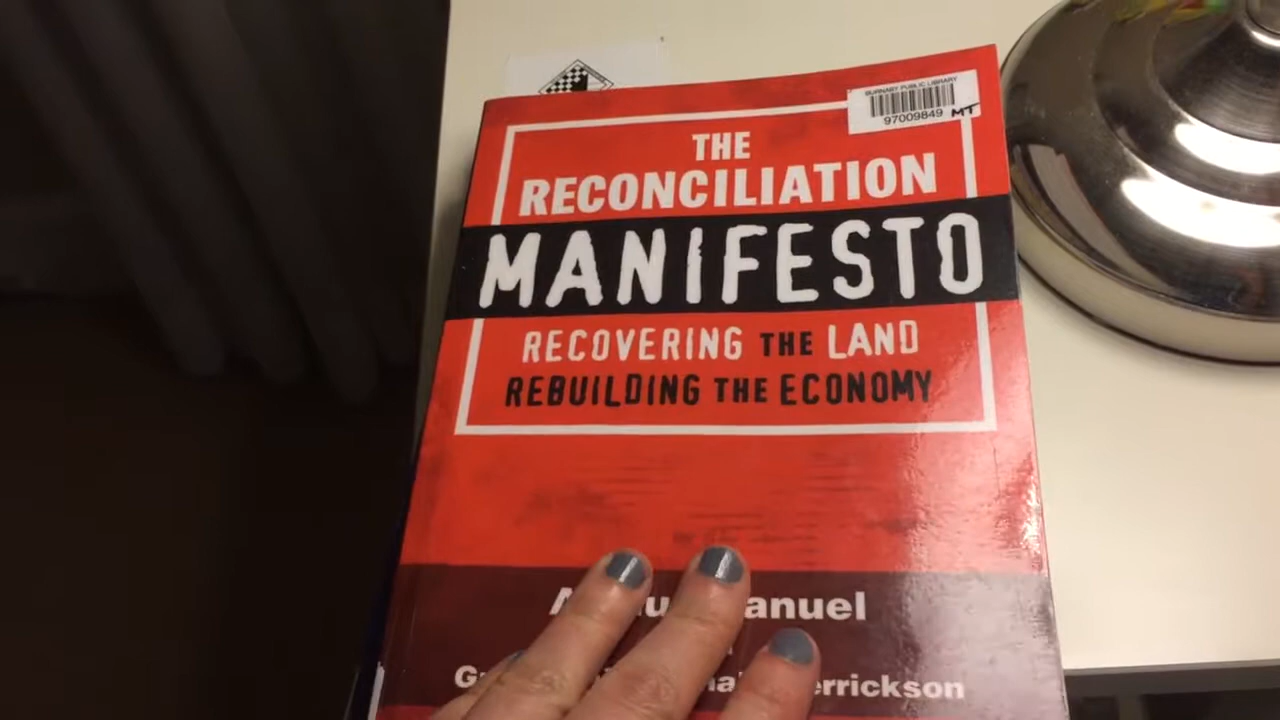 BURNABY PUBLIC LIBRARY
97009849 MT
THE
RECONCILIATION
MANIFESTO
RECOVERING THE LAND
REBUILDING THE ECONOMY